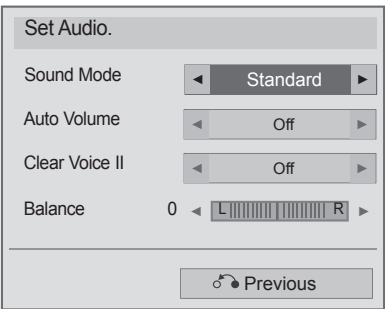 Set Audio.
Sound Mode ◄ Standard ►
Auto Volume ◄ Off ►
Clear Voice II ◄ Off ►
Balance 0 ◄ L R ►
Previous